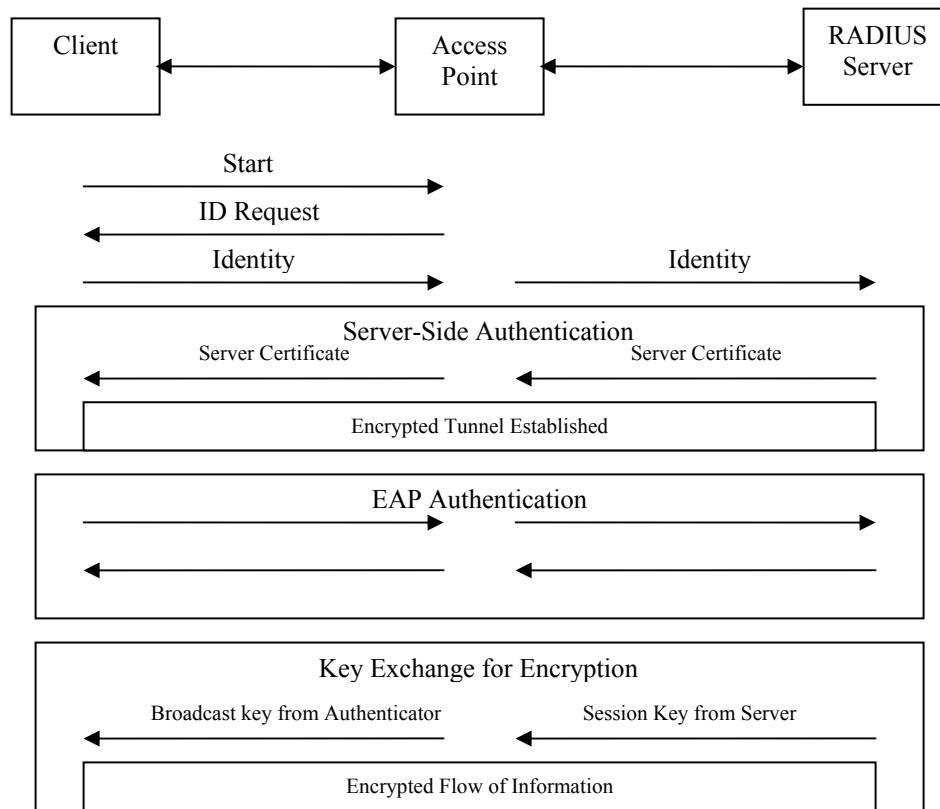 Client
Access
Point
RADIUS
Server
Start
ID Request
Identity
Identity
Server-Side Authentication
Server Certificate
Server Certificate
Encrypted Tunnel Established
EAP Authentication
Key Exchange for Encryption
Broadcast key from Authenticator
Session Key from Server
Encrypted Flow of Information